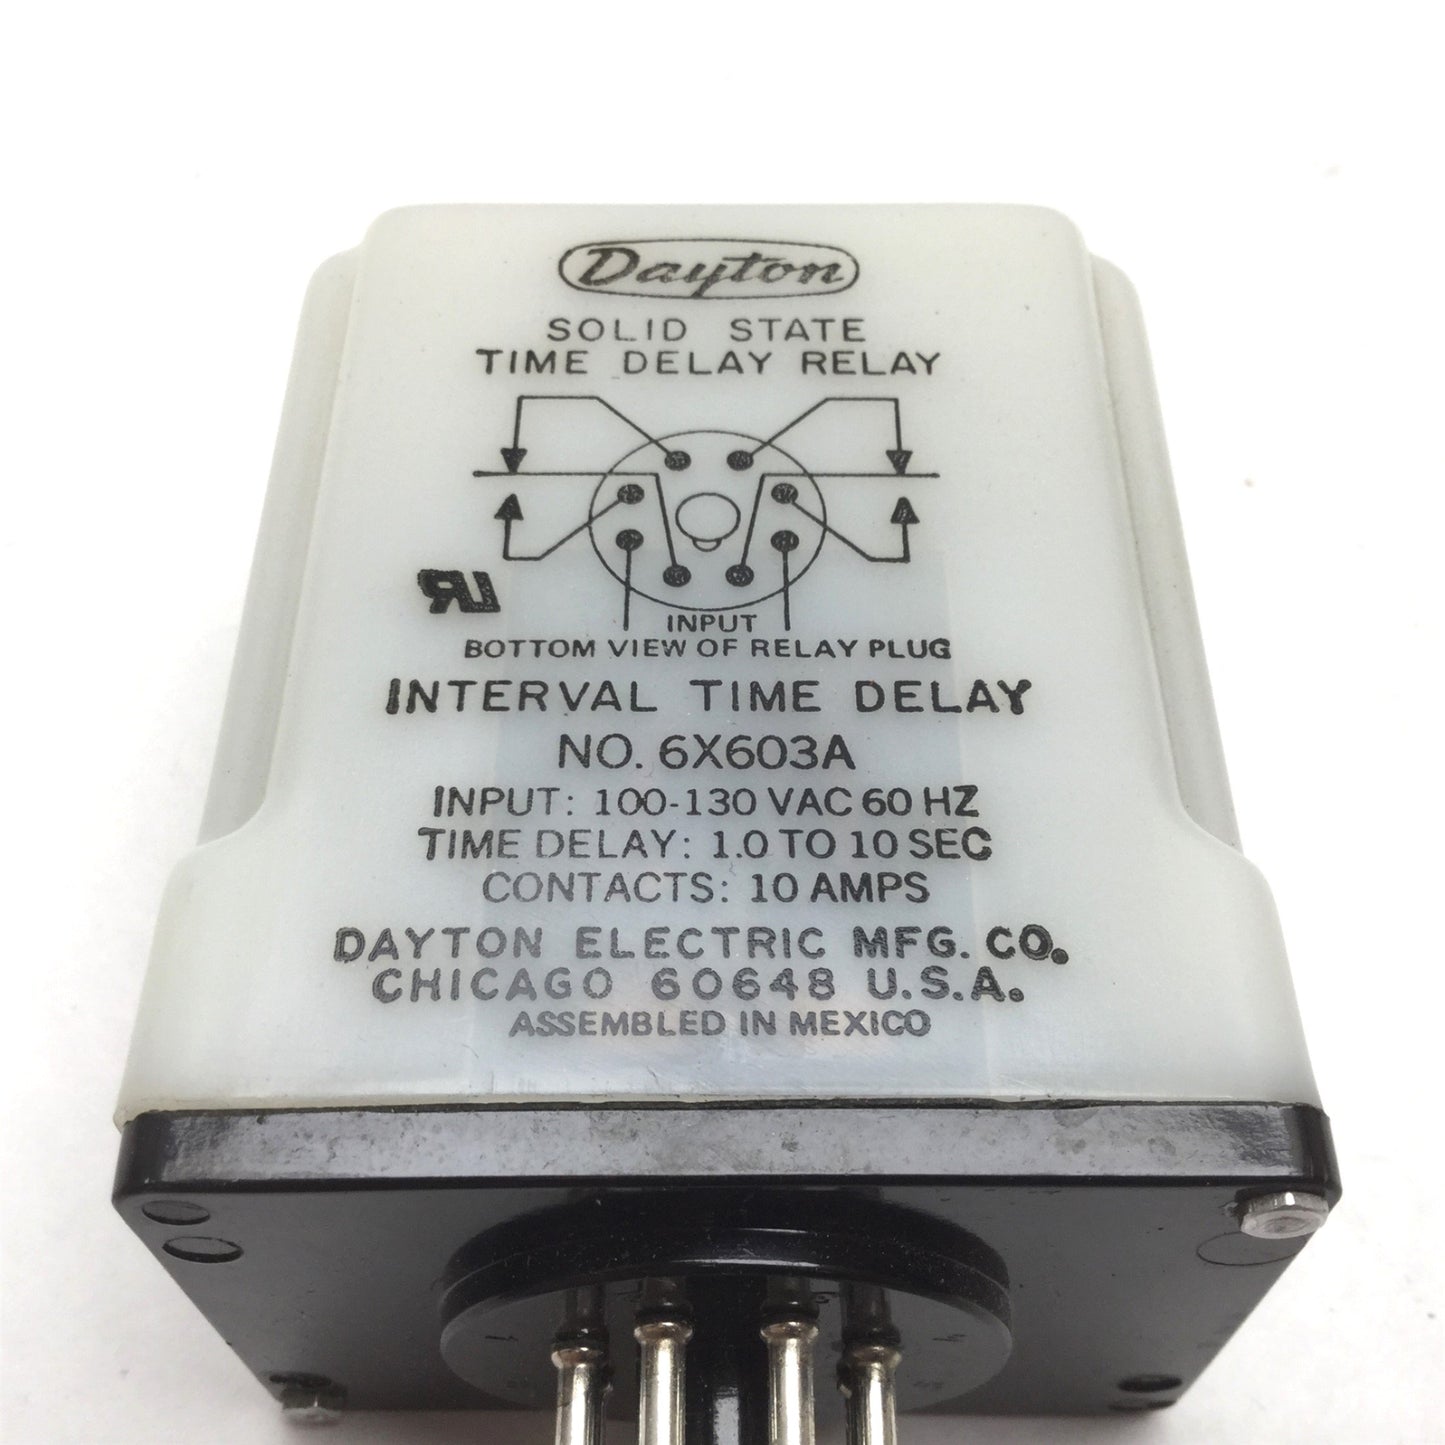 Dayton
SOLID STATE
TIME DELAY RELAY
INPUT
BOTTOM VIEW OF RELAY PLUG
INTERVAL TIME DELAY
NO. 6X603A
INPUT: 100-130 VAC 60 HZ
TIME DELAY: 1.0 TO 10 SEC
CONTACTS: 10 AMPS
DAYTON ELECTRIC MFG. CO.
CHICAGO 60648 U.S.A.
ASSEMBLED IN MEXICO
1